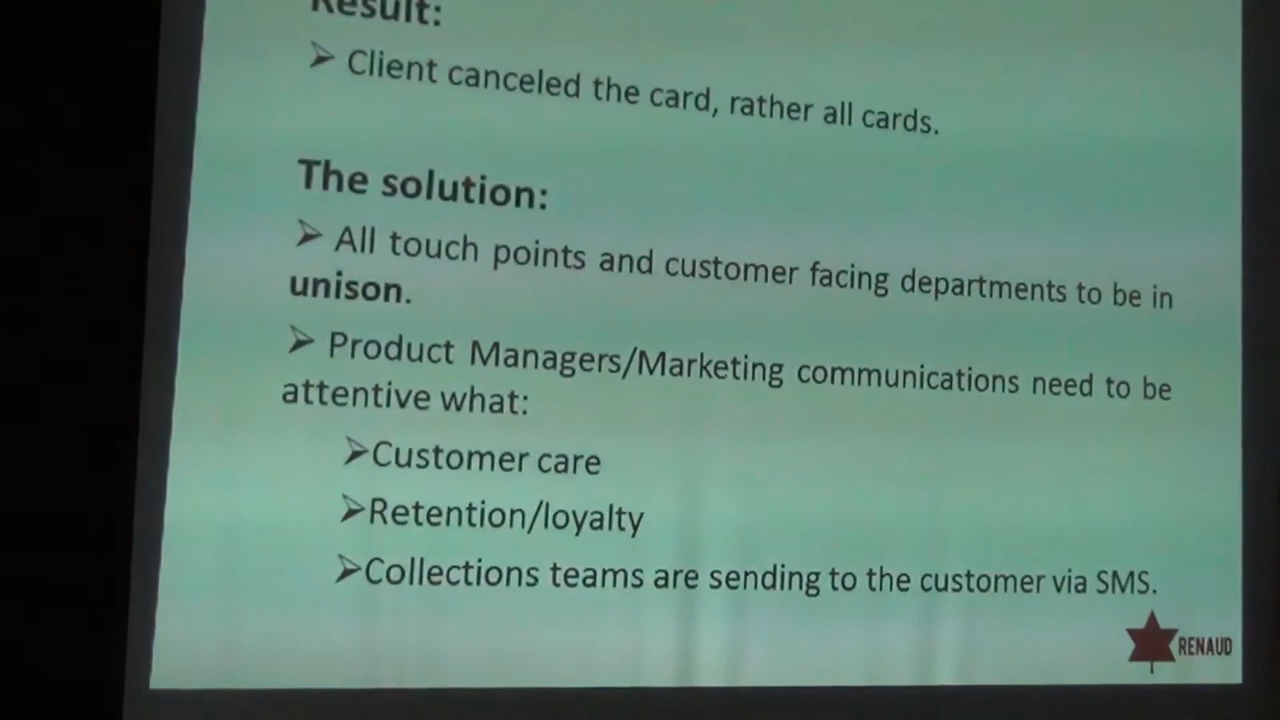 Result:
➢ Client canceled the card, rather all cards.
The solution:
➢ All touch points and customer facing departments to be in
unison.
➢ Product Managers/Marketing communications need to be
attentive what:
➢Customer care
➢Retention/loyalty
➢Collections teams are sending to the customer via SMS.
RENAUD